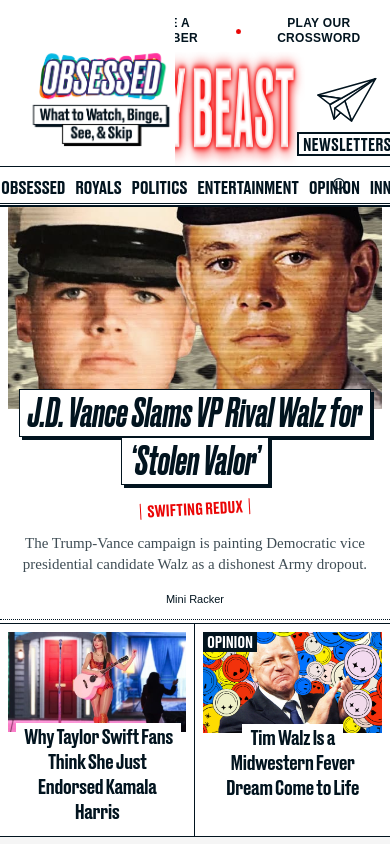 E A
BER
PLAY OUR
CROSSWORD
OBSESSED
What to Watch, Binge,
See, & Skip
Y BEAST
NEWSLETTERS
OBSESSED ROYALS POLITICS ENTERTAINMENT OPINION INN
J.D. Vance Slams VP Rival Walz for
‘Stolen Valor’
SWIFTING REDUX
The Trump-Vance campaign is painting Democratic vice
presidential candidate Walz as a dishonest Army dropout.
Mini Racker
Why Taylor Swift Fans
Think She Just
Endorsed Kamala
Harris
OPINION
Tim Walz Is a
Midwestern Fever
Dream Come to Life